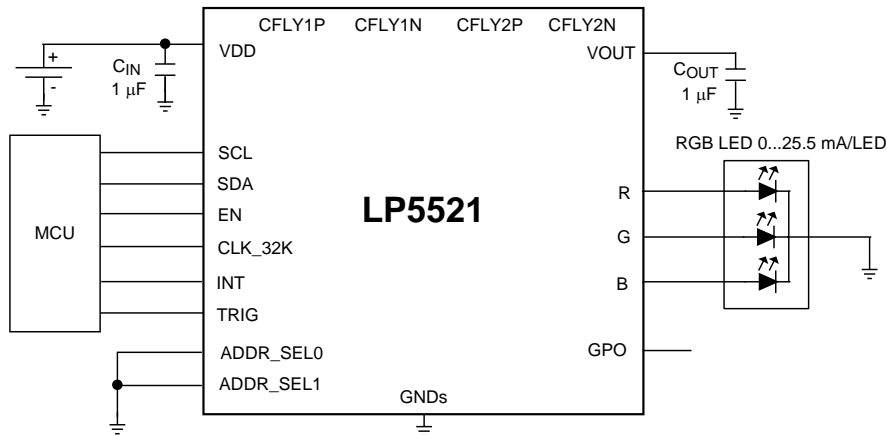 CFLY1P CFLY1N CFLY2P CFLY2N
VDD
VOUT
+
-
CIN
1 μF
COUT
1 μF
RGB LED 0...25.5 mA/LED
MCU
SCL
SDA
EN
CLK_32K
INT
TRIG
ADDR_SEL0
ADDR_SEL1
LP5521
R
G
B
GPO
GNDs